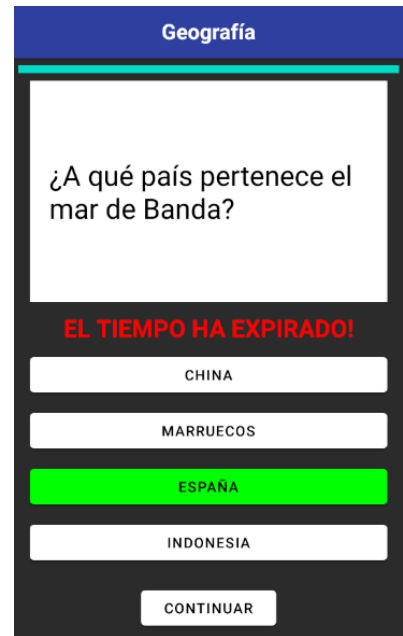 Geografía
¿A qué país pertenece el
mar de Banda?
EL TIEMPO HA EXPIRADO!
CHINA
MARRUECOS
ESPAÑA
INDONESIA
CONTINUAR